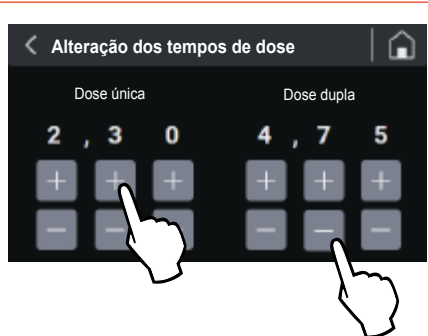 Alteração dos tempos de dose
Dose única Dose dupla
2 , 3 0 4 , 7 5
+ + + + + +
− − − − − −